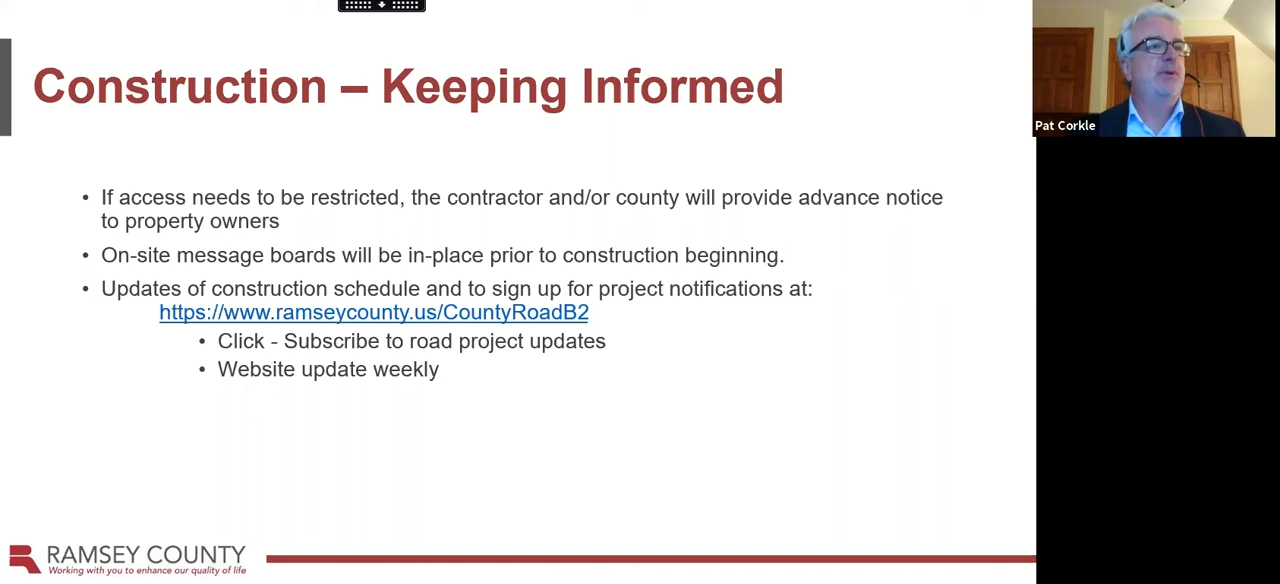 Construction – Keeping Informed
Pat Corkle
• If access needs to be restricted, the contractor and/or county will provide advance notice
to property owners
• On-site message boards will be in-place prior to construction beginning.
• Updates of construction schedule and to sign up for project notifications at:
https://www.ramseycounty.us/CountyRoadB2
• Click - Subscribe to road project updates
• Website update weekly
RAMSEY COUNTY
Working with you to enhance our quality of life